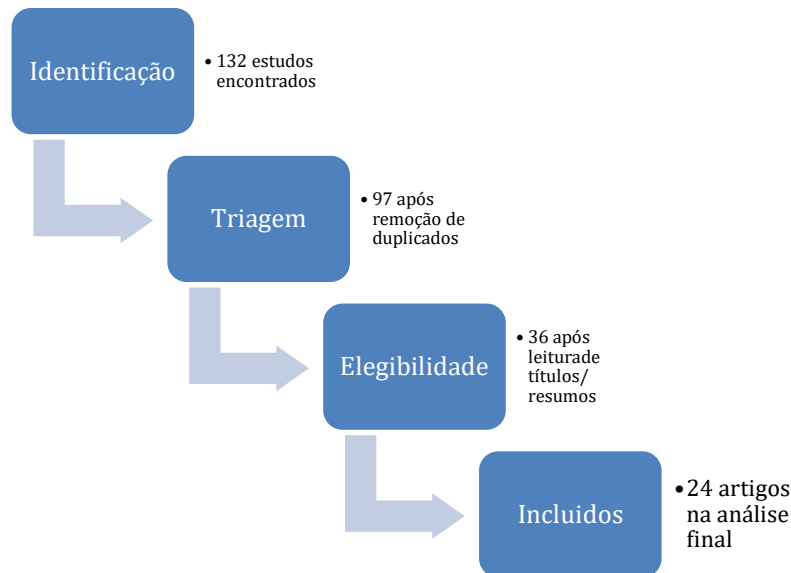 Identificação
• 132 estudos
encontrados
Triagem
• 97 após
remoção de
duplicados
Elegibilidade
• 36 após
leiturade
títulos/
resumos
Incluidos
•24 artigos
na análise
final